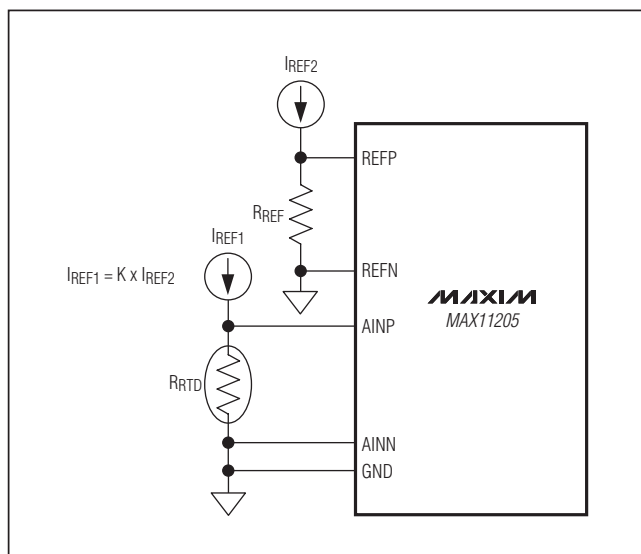 IREF2
REFP
RREF
REFN
IREF1
IREF1 = K x IREF2
MAXIM
MAX11205
AINP
RRTD
AINN
GND